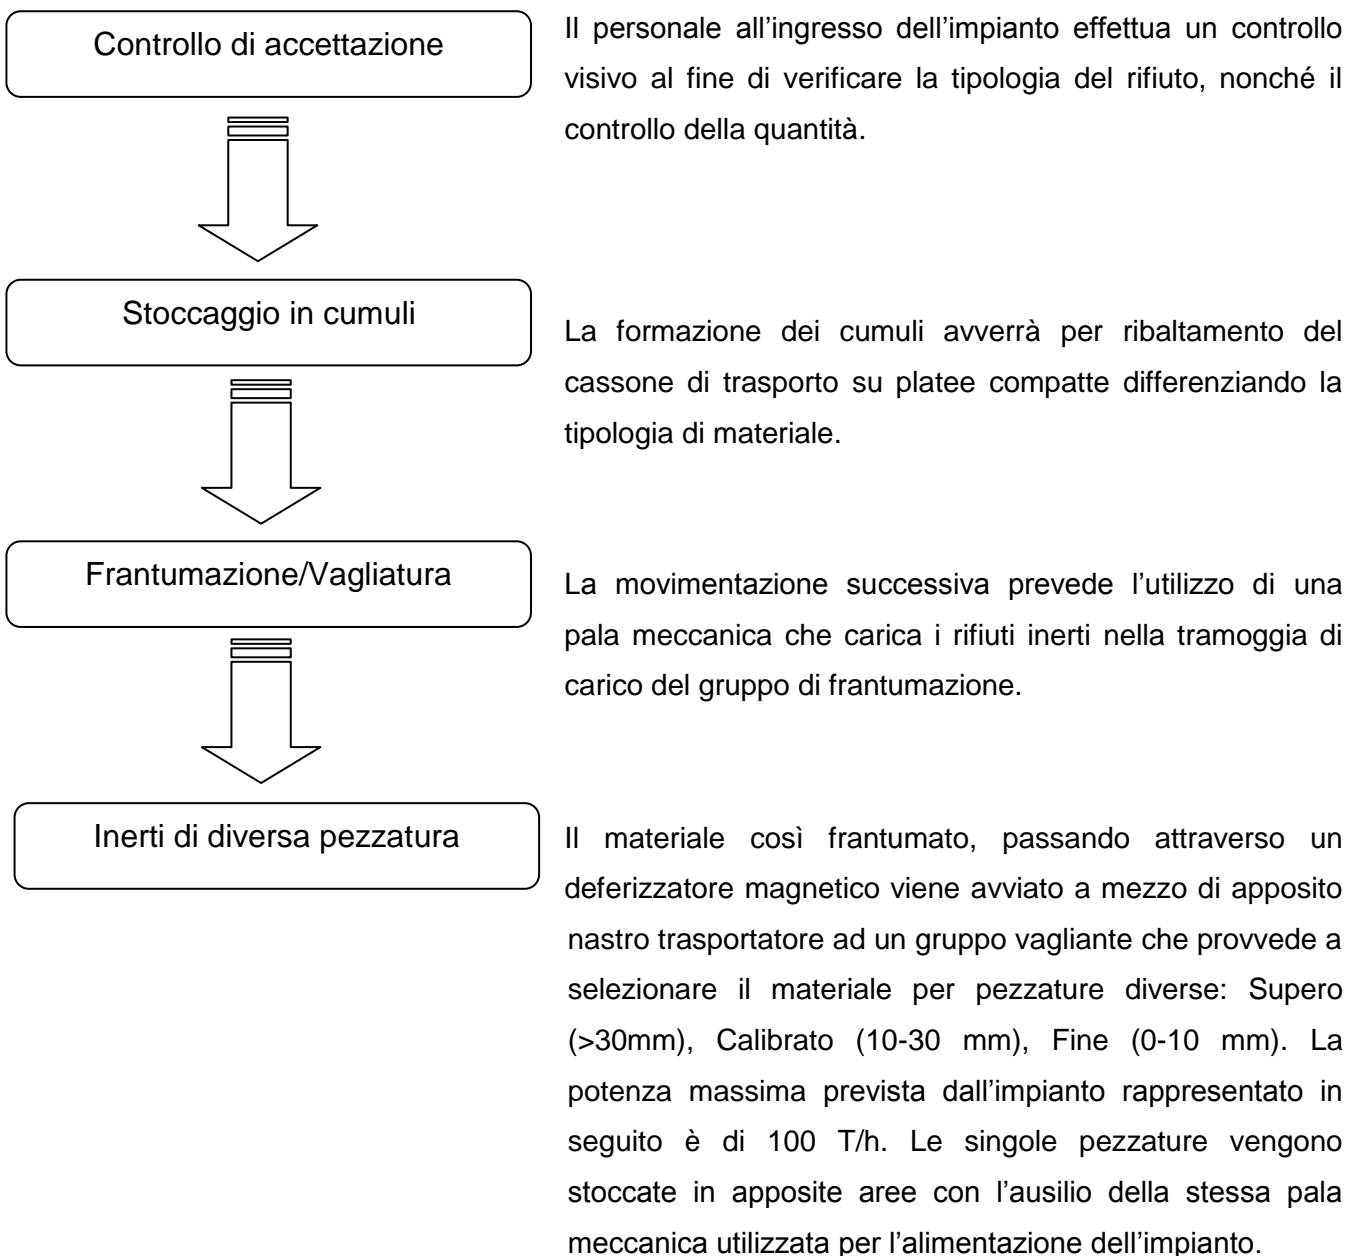 Controllo di accettazione
Il personale all’ingresso dell’impianto effettua un controllo
visivo al fine di verificare la tipologia del rifiuto, nonché il
controllo della quantità.
Stoccaggio in cumuli
La formazione dei cumuli avverrà per ribaltamento del
cassone di trasporto su platee compatte differenziando la
tipologia di materiale.
Frantumazione/Vagliatura
La movimentazione successiva prevede l’utilizzo di una
pala meccanica che carica i rifiuti inerti nella tramoggia di
carico del gruppo di frantumazione.
Inerti di diversa pezzatura
Il materiale così frantumato, passando attraverso un
deferizzatore magnetico viene avviato a mezzo di apposito
nastro trasportatore ad un gruppo vagliante che provvede a
selezionare il materiale per pezzature diverse: Supero
(>30mm), Calibrato (10-30 mm), Fine (0-10 mm). La
potenza massima prevista dall’impianto rappresentato in
seguito è di 100 T/h. Le singole pezzature vengono
stoccate in apposite aree con l’ausilio della stessa pala
meccanica utilizzata per l’alimentazione dell’impianto.